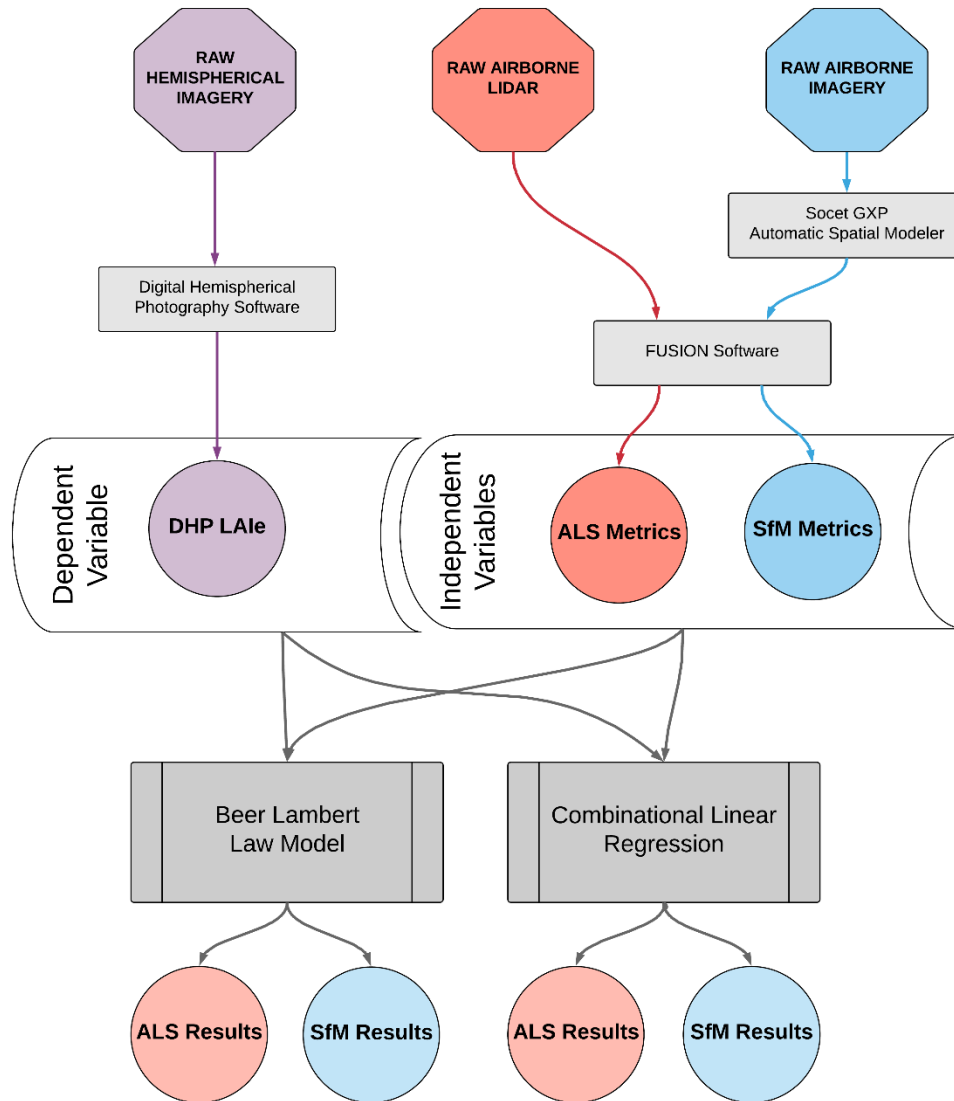 RAW
HEMISPHERICAL
IMAGERY
RAW AIRBORNE
LIDAR
RAW AIRBORNE
IMAGERY
Socet GXP
Automatic Spatial Modeler
Digital Hemispherical
Photography Software
FUSION Software
Dependent
Variable
DHP LAIe
Independent
Variables
ALS Metrics
SfM Metrics
Beer Lambert
Law Model
Combinational Linear
Regression
ALS Results
SfM Results
ALS Results
SfM Results